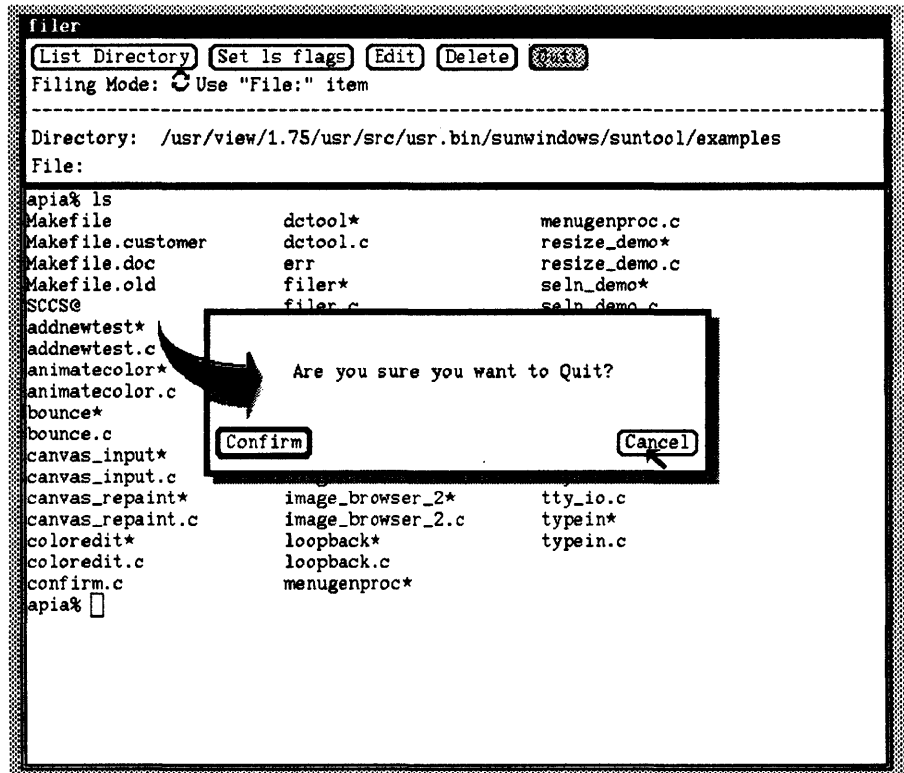 filer
List Directory Set ls flags Edit Delete Quit
Filing Mode: Use "File:" item
Directory: /usr/view/1.75/usr/src/usr.bin/sunwindows/suntool/examples
File:
apia% ls
Makefile dctool* menugenproc.c
Makefile.customer dctool.c resize_demo*
Makefile.doc err resize_demo.c
Makefile.old filer* seln_demo*
SCCS@ filer.c seln_demo.c
addnewtest*
addnewtest.c
animatecolor*
animatecolor.c
bounce*
bounce.c
canvas_input*
canvas_input.c
canvas_repaint* image_browser_2* tty_io.c
canvas_repaint.c image_browser_2.c typein*
coloredit* loopback* typein.c
coloredit.c loopback.c
confirm.c menugenproc*
apia%
Are you sure you want to Quit?
Confirm Cancel